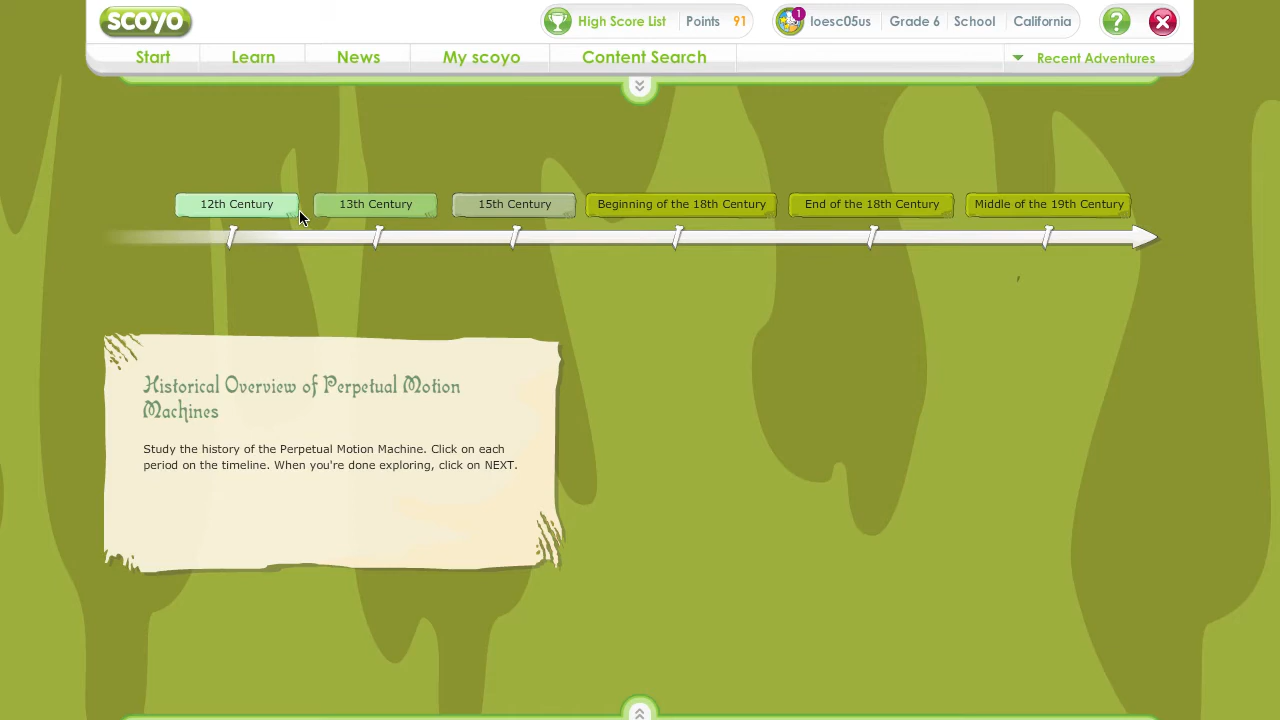 scoyo
High Score List Points 91 1 loesc05us Grade 6 School California ?
Start Learn News My scoyo Content Search Recent Adventures
12th Century 13th Century 15th Century Beginning of the 18th Century End of the 18th Century Middle of the 19th Century
Historical Overview of Perpetual Motion
Machines
Study the history of the Perpetual Motion Machine. Click on each
period on the timeline. When you're done exploring, click on NEXT.